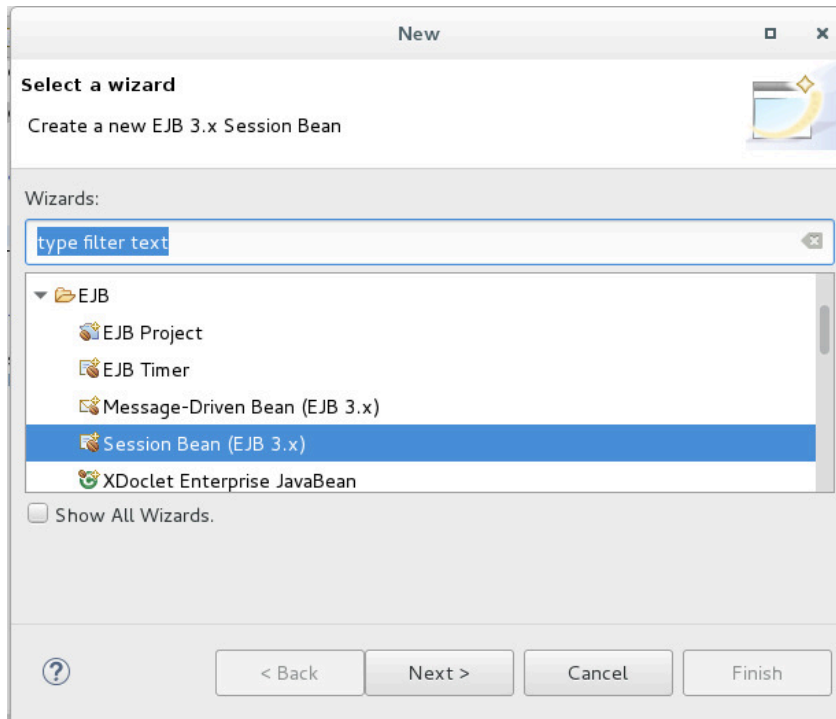 New
Select a wizard
Create a new EJB 3.x Session Bean
Wizards:
type filter text
EJB
EJB Project
EJB Timer
Message-Driven Bean (EJB 3.x)
Session Bean (EJB 3.x)
XDoclet Enterprise JavaBean
Show All Wizards.
? < Back Next > Cancel Finish